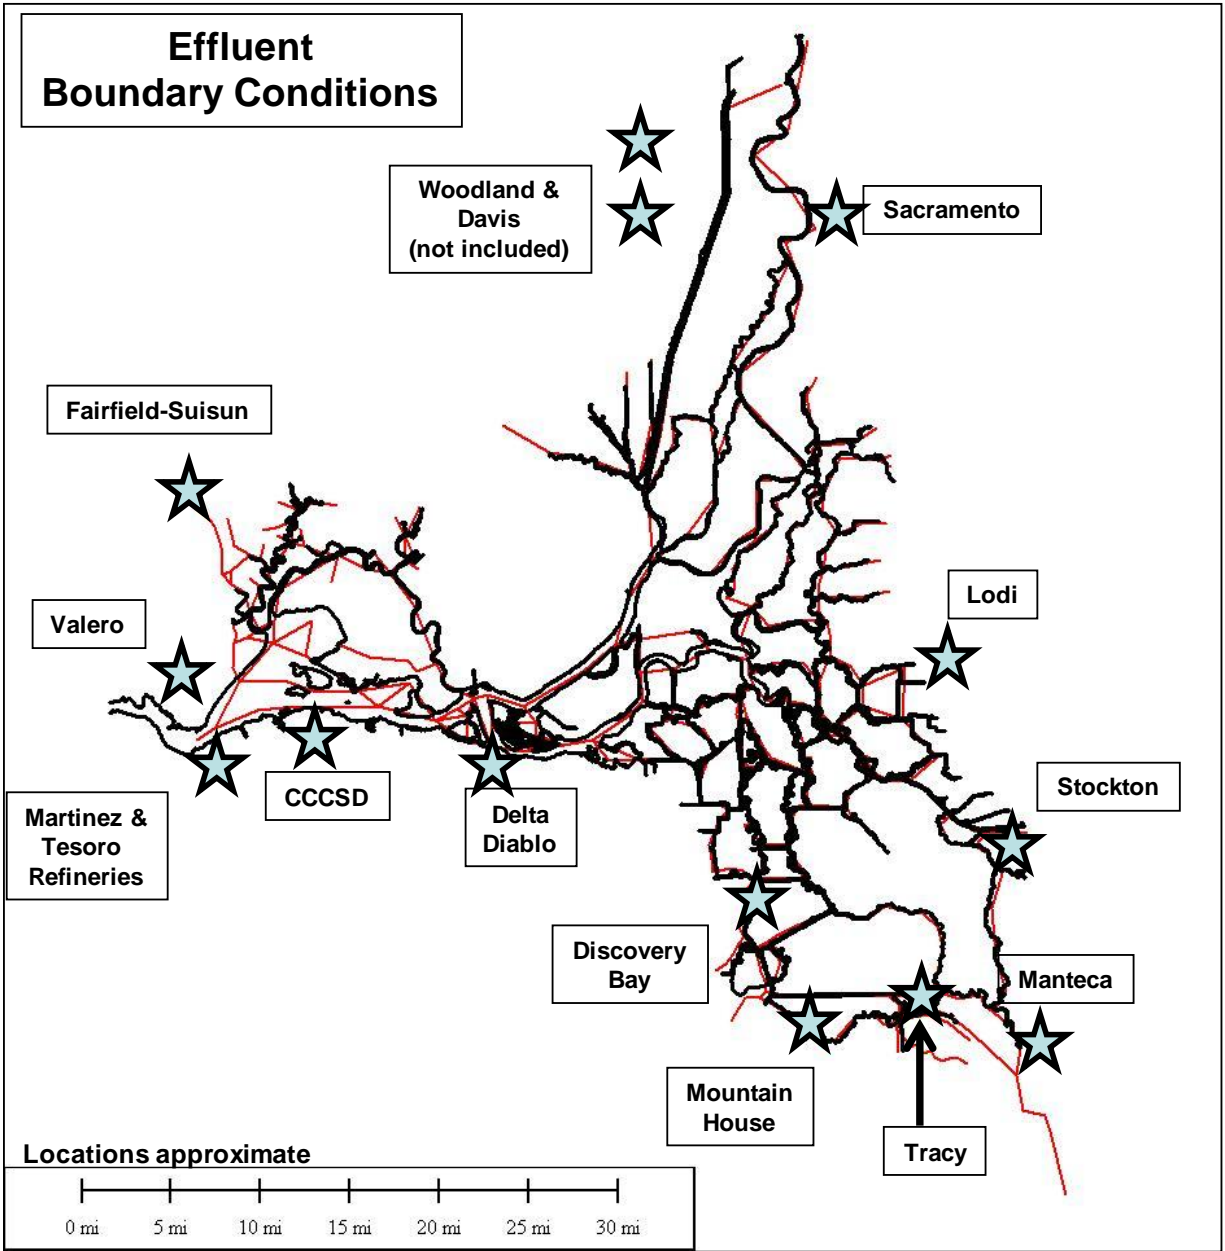 Effluent
Boundary Conditions
Woodland &
Davis
(not included)
Sacramento
Fairfield-Suisun
Lodi
Valero
Stockton
CCCSD
Delta
Diablo
Martinez &
Tesoro
Refineries
Discovery
Bay
Manteca
Mountain
House
Tracy
Locations approximate
0 mi 5 mi 10 mi 15 mi 20 mi 25 mi 30 mi